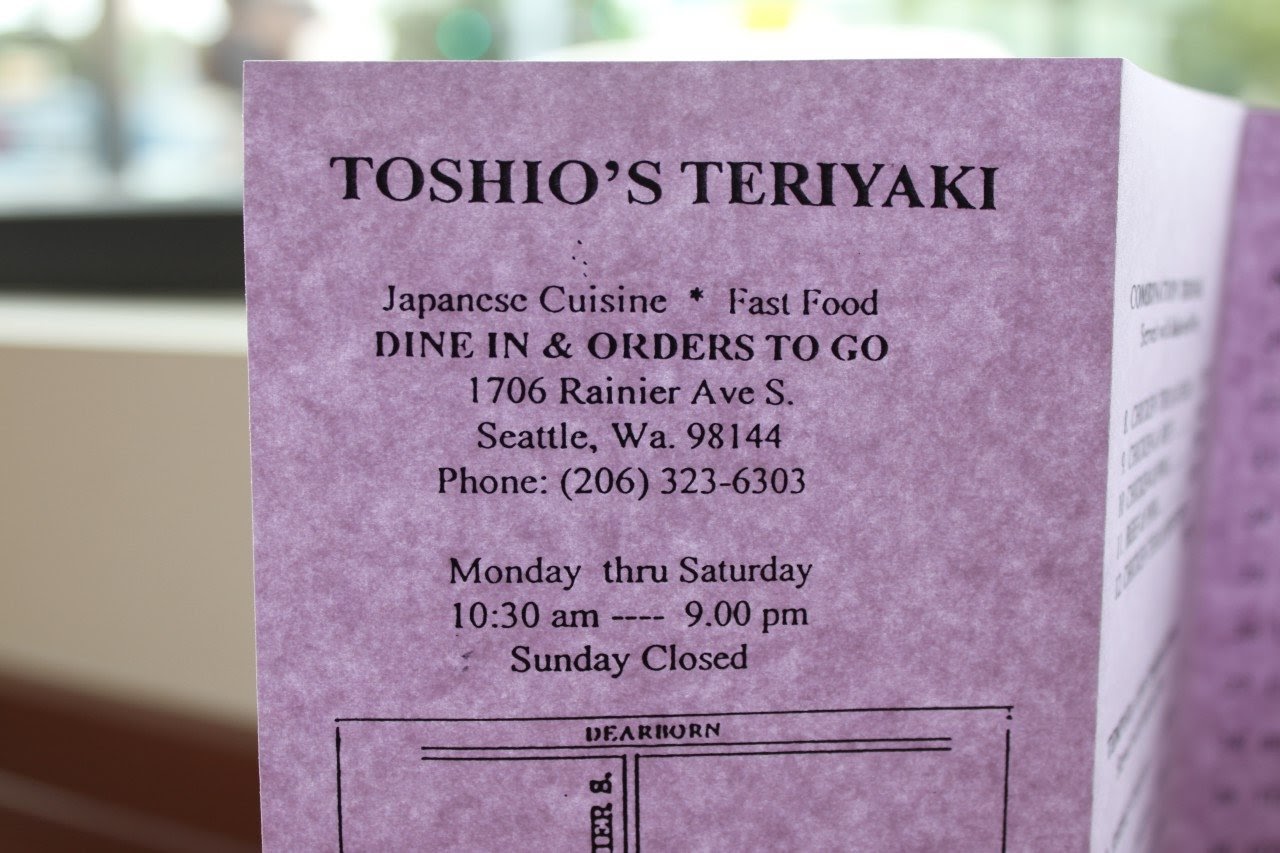 TOSHIO'S TERIYAKI
Japanese Cuisine * Fast Food
DINE IN & ORDERS TO GO
1706 Rainier Ave S.
Seattle, Wa. 98144
Phone: (206) 323-6303
Monday thru Saturday
10:30 am ---- 9.00 pm
Sunday Closed
DEARBORN
IER S.